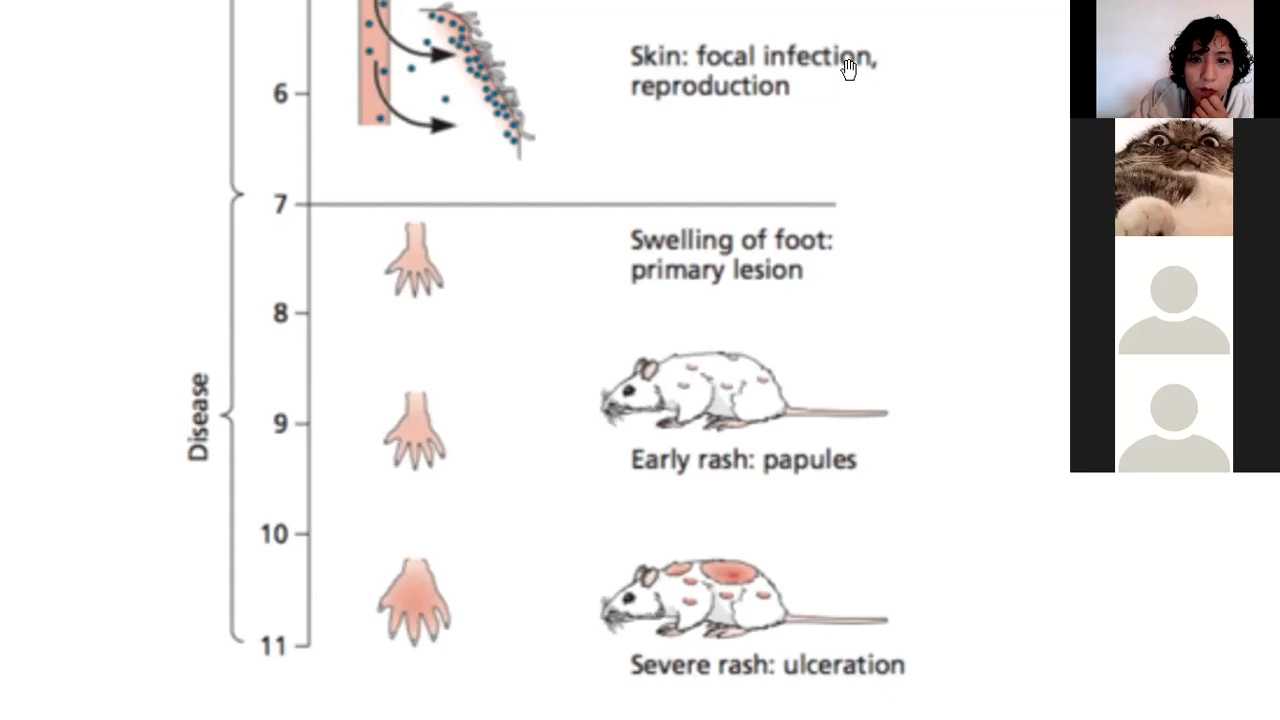 Skin: focal infection,
reproduction
6
7
Swelling of foot:
primary lesion
8
Disease
9
Early rash: papules
10
11
Severe rash: ulceration